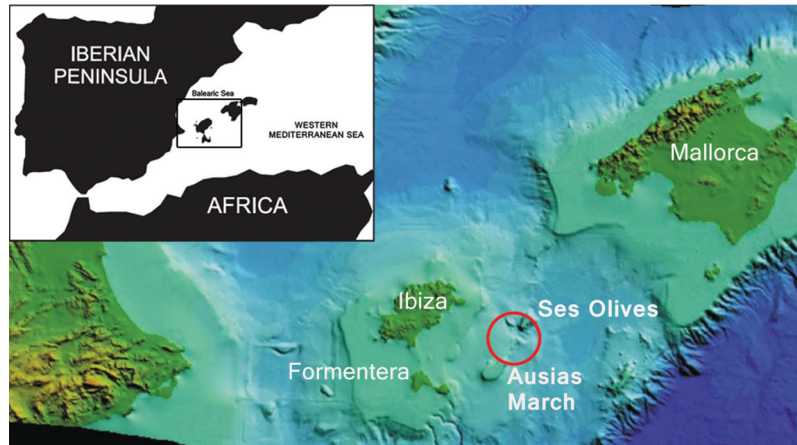 IBERIAN
PENINSULA
Balearic Sea
WESTERN
MEDITERRANEAN SEA
AFRICA
Mallorca
Ibiza
Ses Olives
Formentera
Ausias
March